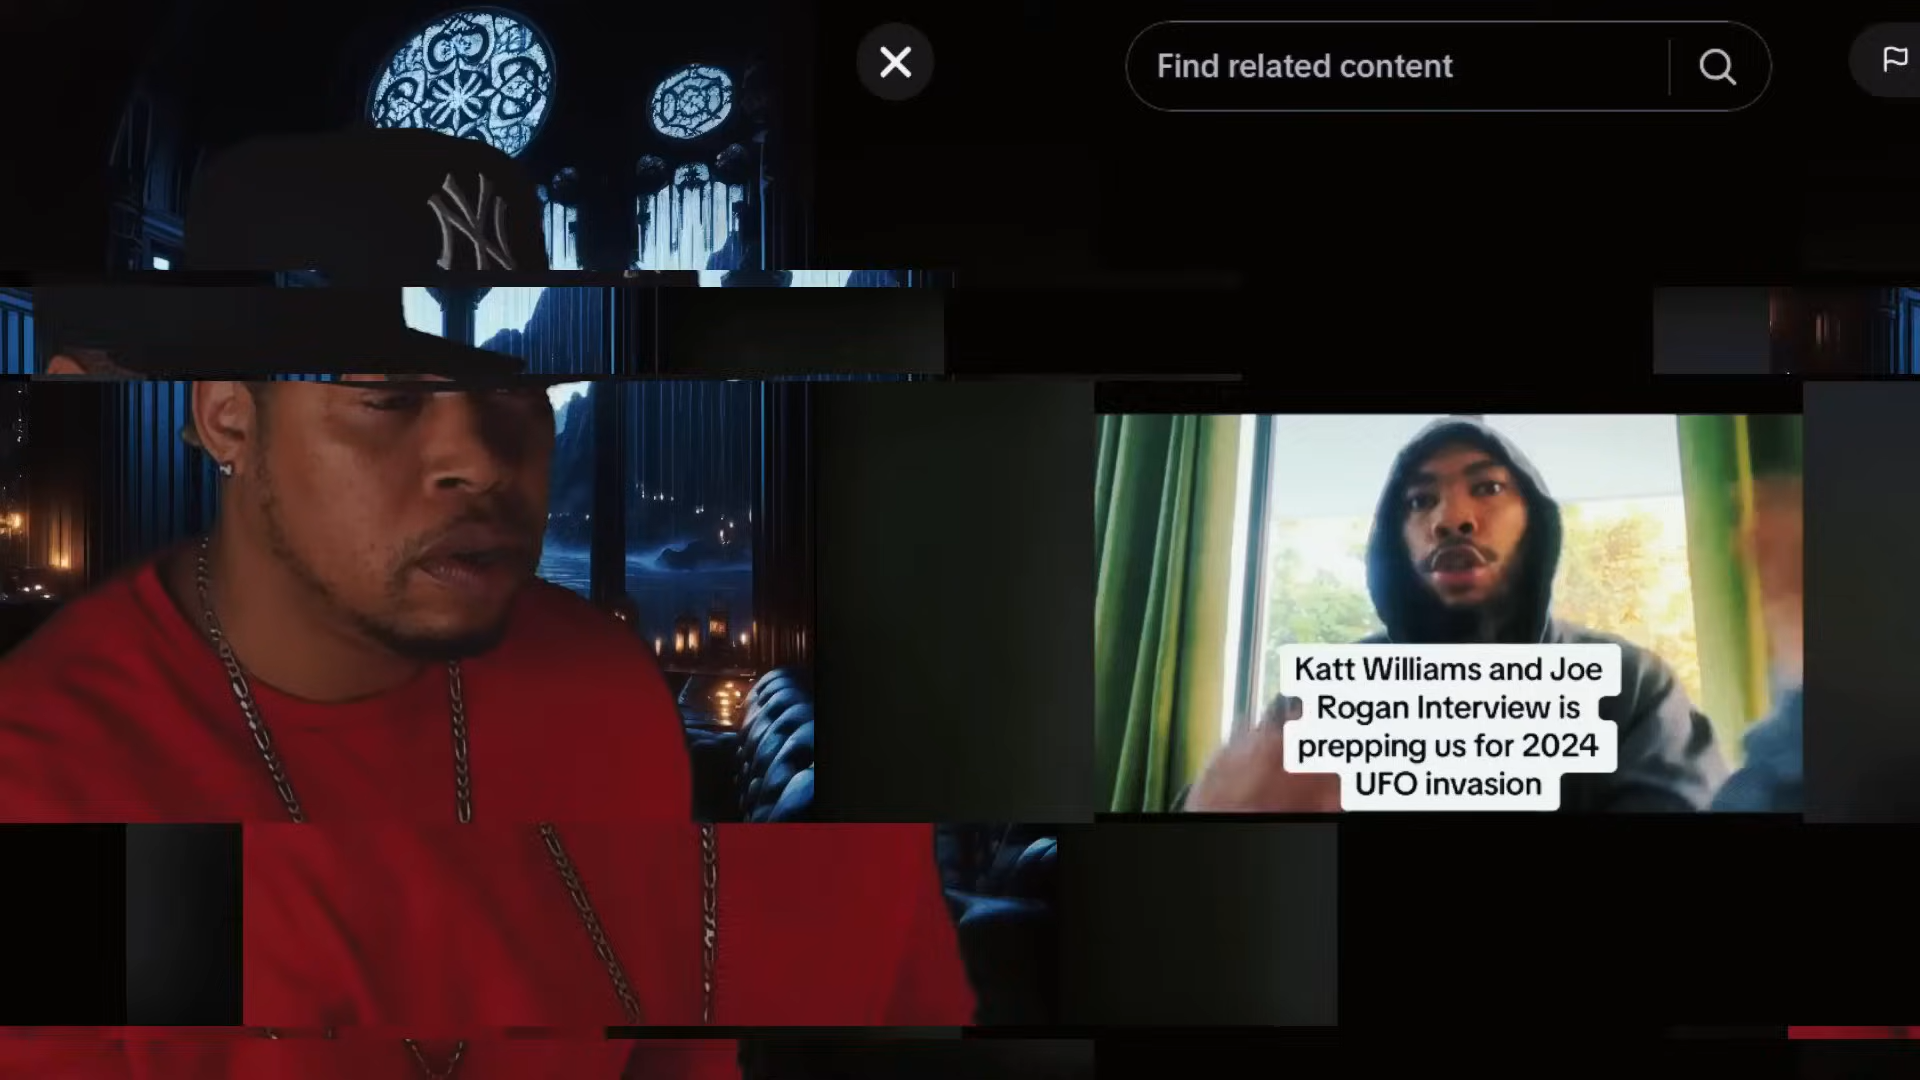 NY
Find related content
Katt Williams and Joe
Rogan Interview is
prepping us for 2024
UFO invasion